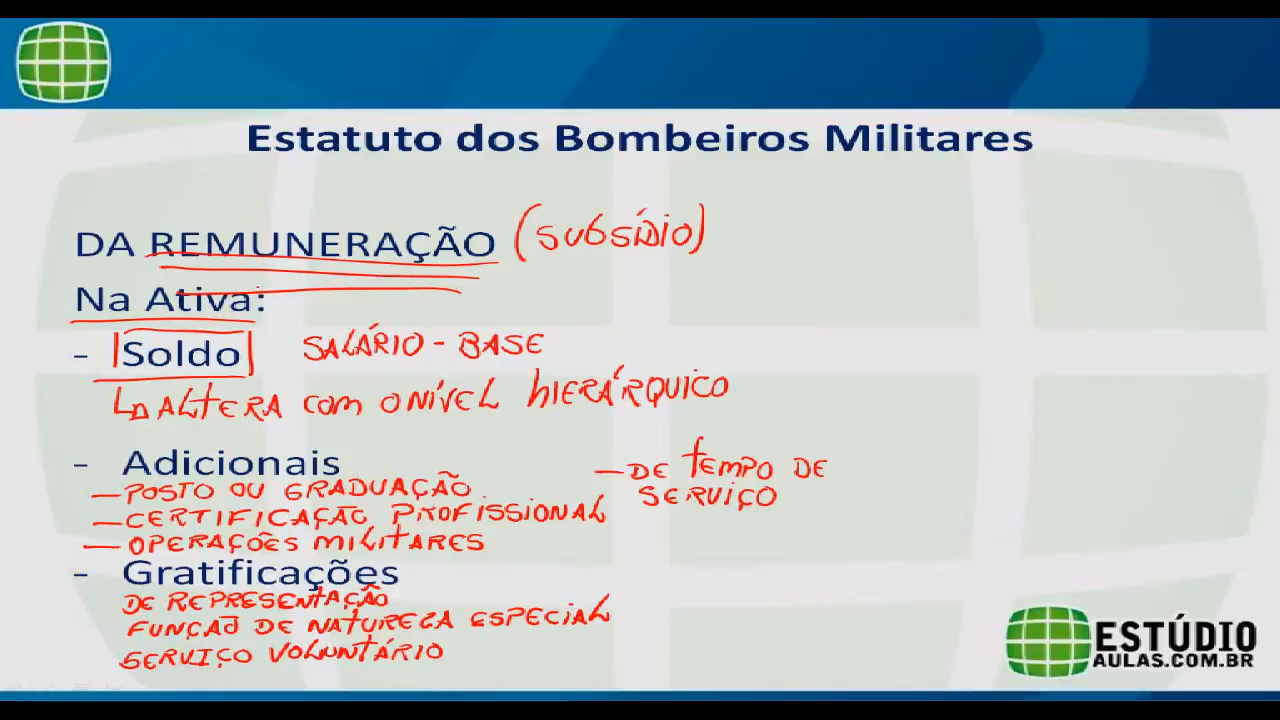 Estatuto dos Bombeiros Militares
DA REMUNERAÇÃO (SUBSÍDIO)
Na Ativa:
- Soldo SALÁRIO - BASE
ALTERA COM O NÍVEL HIERÁRQUICO
- Adicionais
— POSTO OU GRADUAÇÃO
— CERTIFICAÇÃO PROFISSIONAL
— OPERAÇÕES MILITARES
— DE TEMPO DE
SERVIÇO
- Gratificações
DE REPRESENTAÇÃO
FUNÇÃO DE NATUREZA ESPECIAL
SERVIÇO VOLUNTÁRIO
ESTÚDIO
AULAS.COM.BR